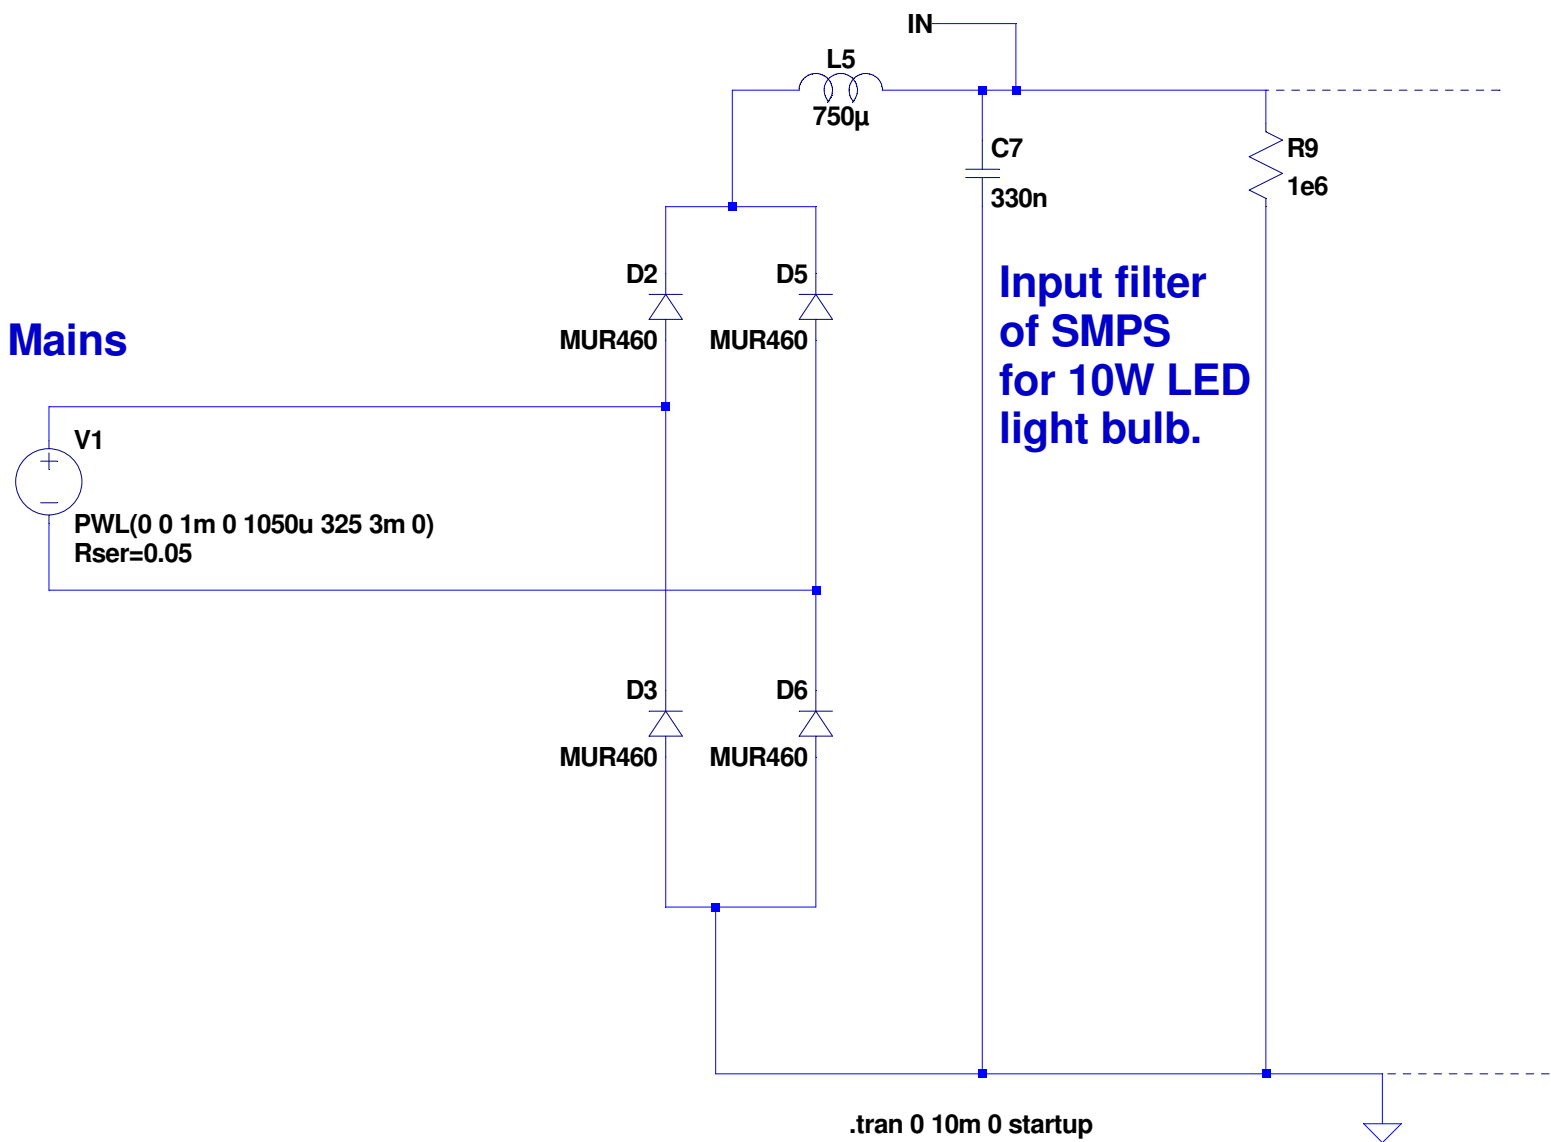 IN
L5
750µ
C7
330n
R9
1e6
D2
D5
MUR460
MUR460
Input filter
of SMPS
for 10W LED
light bulb.
Mains
V1
+
–
PWL(0 0 1m 0 1050u 325 3m 0)
Rser=0.05
D3
D6
MUR460
MUR460
.tran 0 10m 0 startup